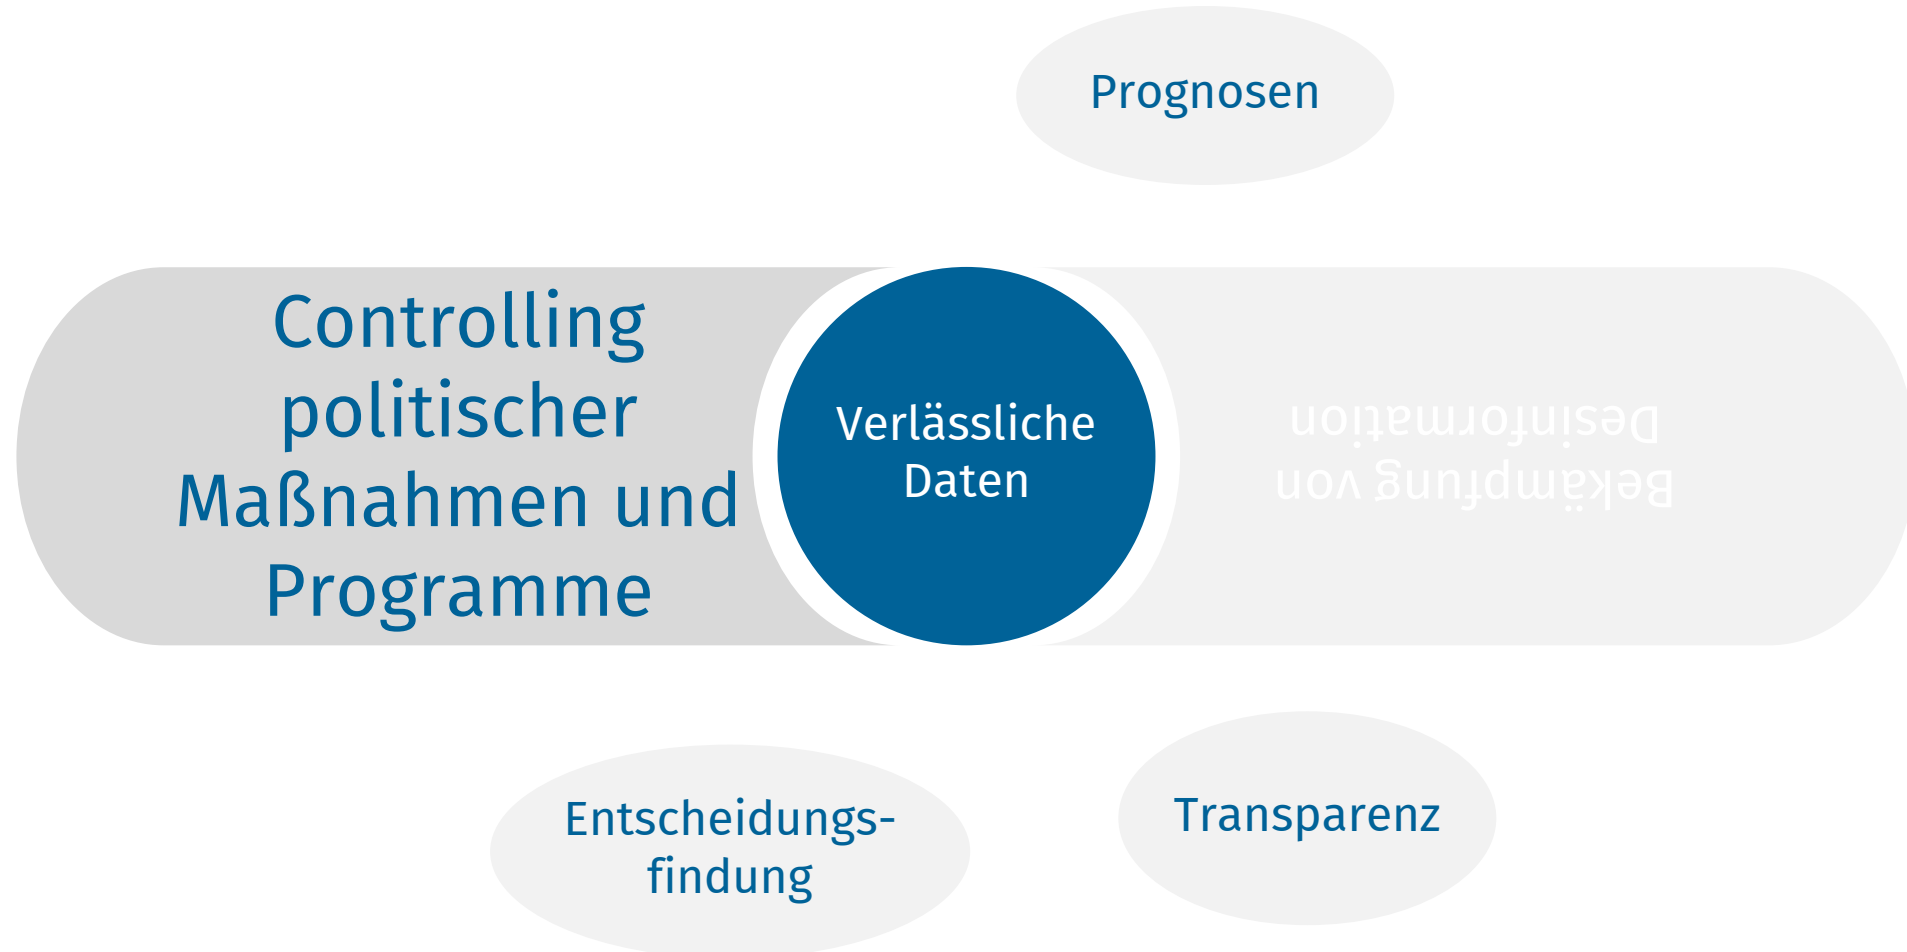 Prognosen
Controlling
politischer
Maßnahmen und
Programme
Verlässliche
Daten
Bekämpfung von
Desinformation
Entscheidungs-
findung
Transparenz